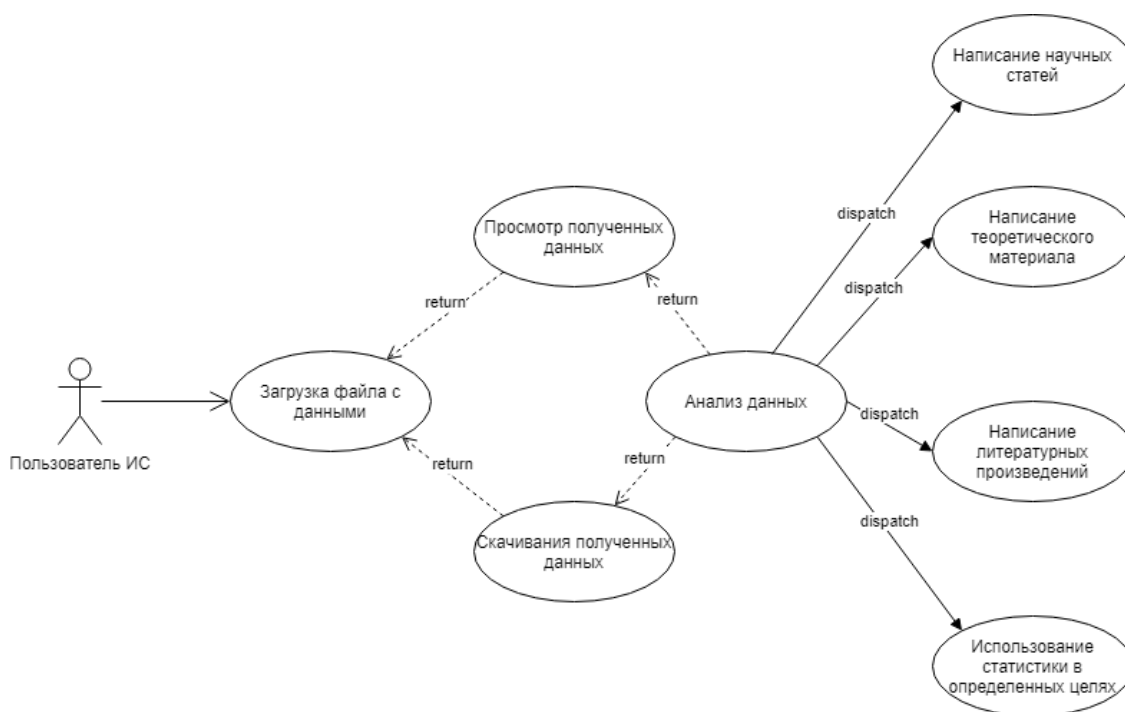 Написание научных
статей
dispatch
Просмотр полученных
данных
Написание
теоретического
материала
dispatch
return
return
Загрузка файла с
данными
Анализ данных
dispatch
Написание
литературных
произведений
Пользователь ИС
return
return
dispatch
Скачивания полученных
данных
Использование
статистики в
определенных целях